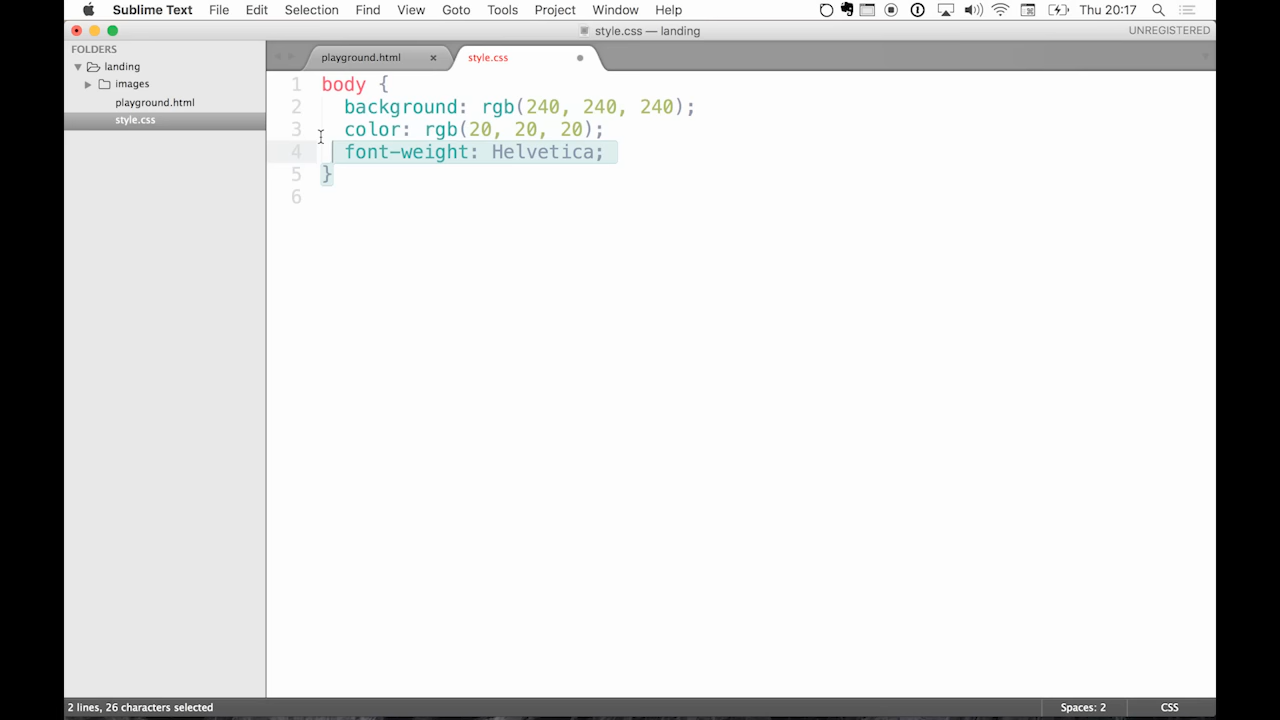 Sublime Text File Edit Selection Find View Goto Tools Project Window Help Thu 20:17
style.css — landing UNREGISTERED
FOLDERS
landing
images
playground.html
style.css
playground.html × style.css
1 body {
2 background: rgb(240, 240, 240);
3 color: rgb(20, 20, 20);
4 font-weight: Helvetica;
5 }
6
2 lines, 26 characters selected Spaces: 2 CSS